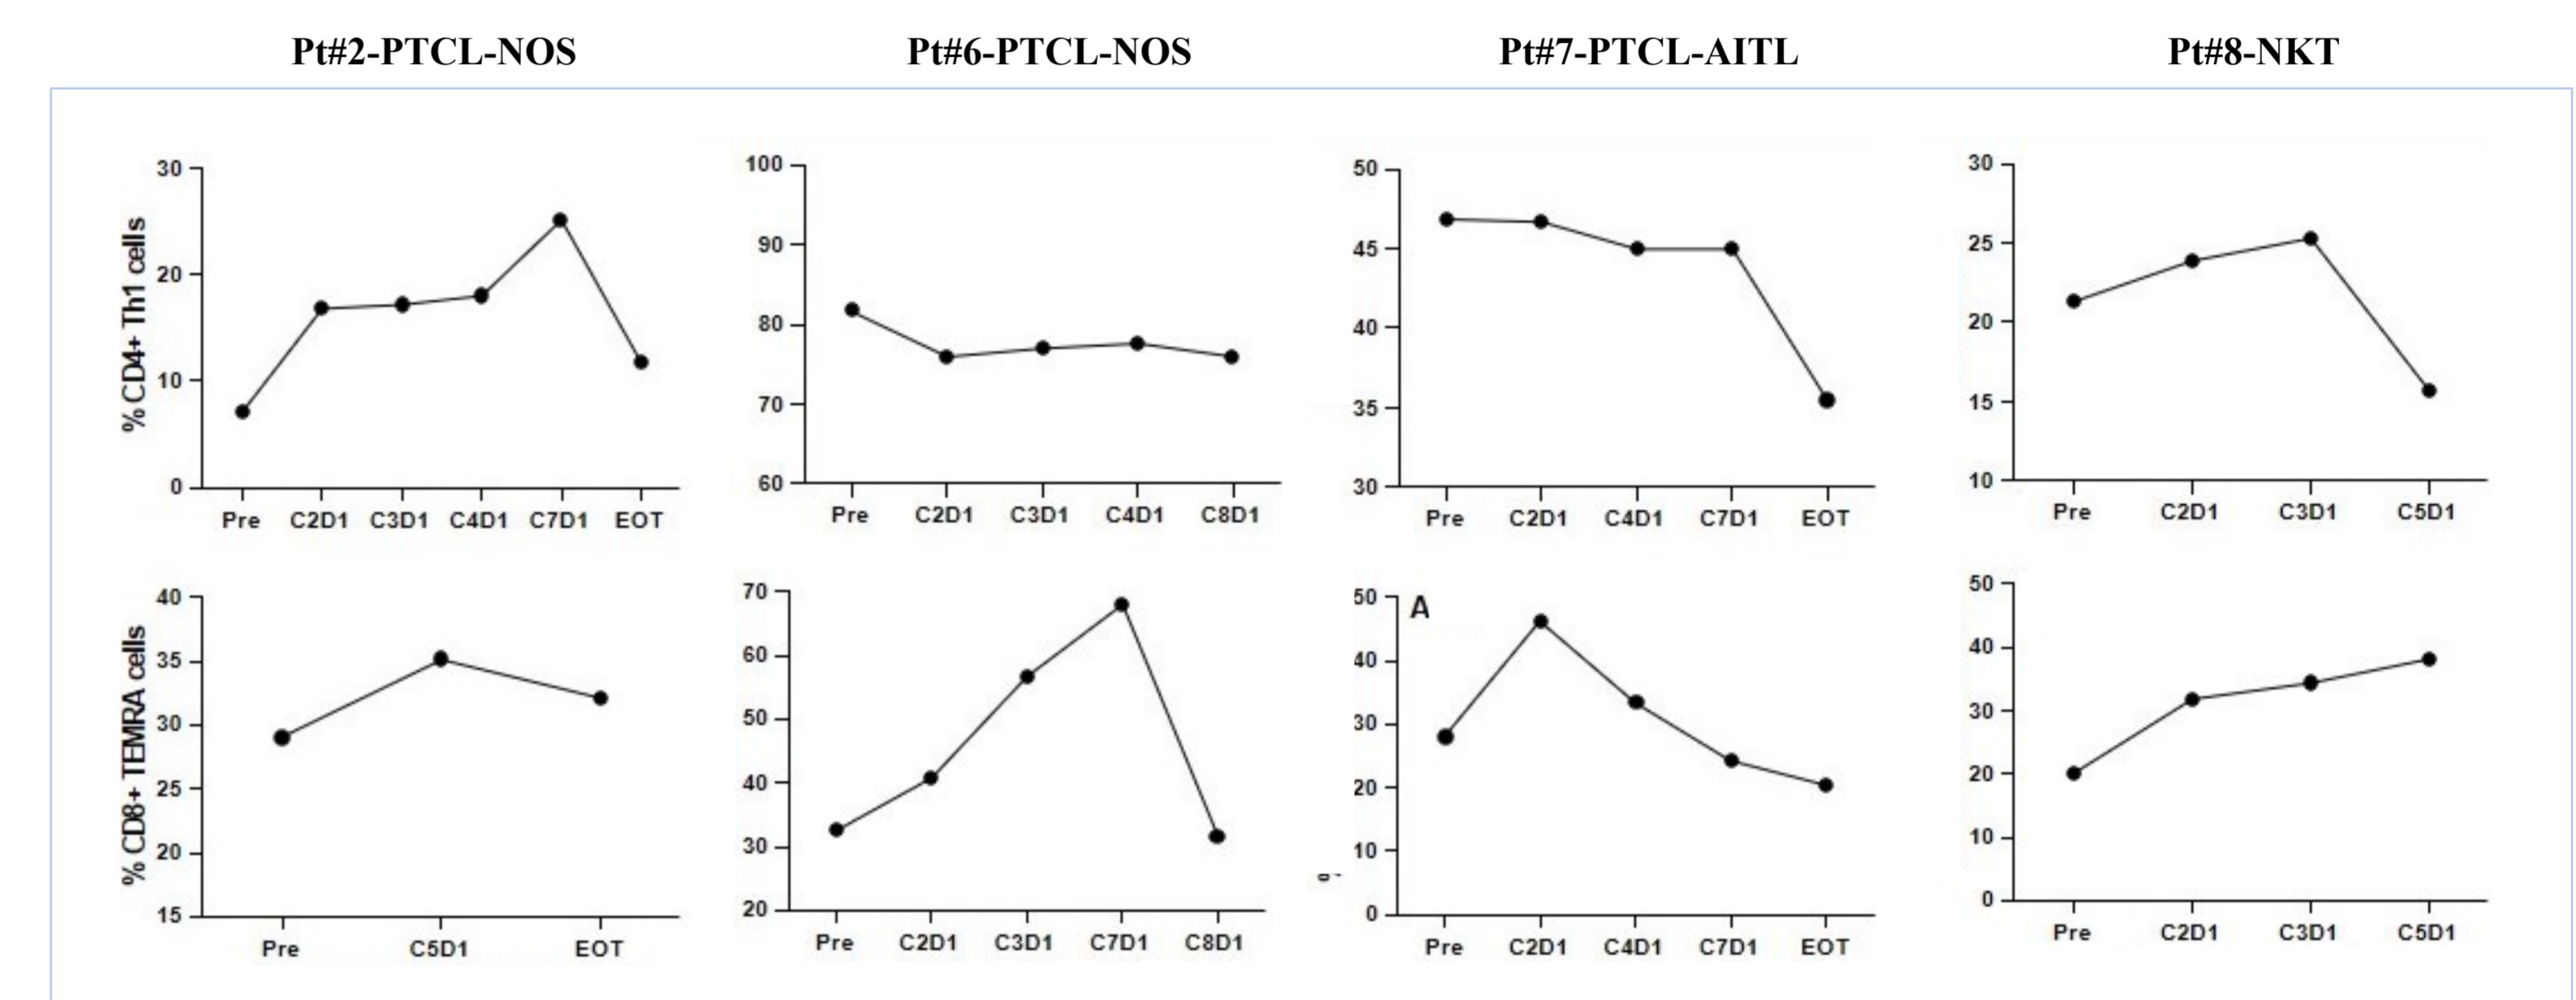 Pt#2-PTCL-NOS
Pt#6-PTCL-NOS
Pt#7-PTCL-AITL
Pt#8-NKT
% CD4+ Th1 cells
30
20
10
0
Pre C2D1 C3D1 C4D1 C7D1 EOT
100
90
80
70
60
Pre C2D1 C3D1 C4D1 C8D1
50
45
40
35
30
Pre C2D1 C4D1 C7D1 EOT
30
25
20
15
10
Pre C2D1 C3D1 C5D1
% CD8+ TEMRA cells
40
35
30
25
20
15
Pre C5D1 EOT
70
60
50
40
30
20
Pre C2D1 C3D1 C7D1 C8D1
A
50
40
30
20
10
0
Pre C2D1 C4D1 C7D1 EOT
50
40
30
20
10
0
Pre C2D1 C3D1 C5D1